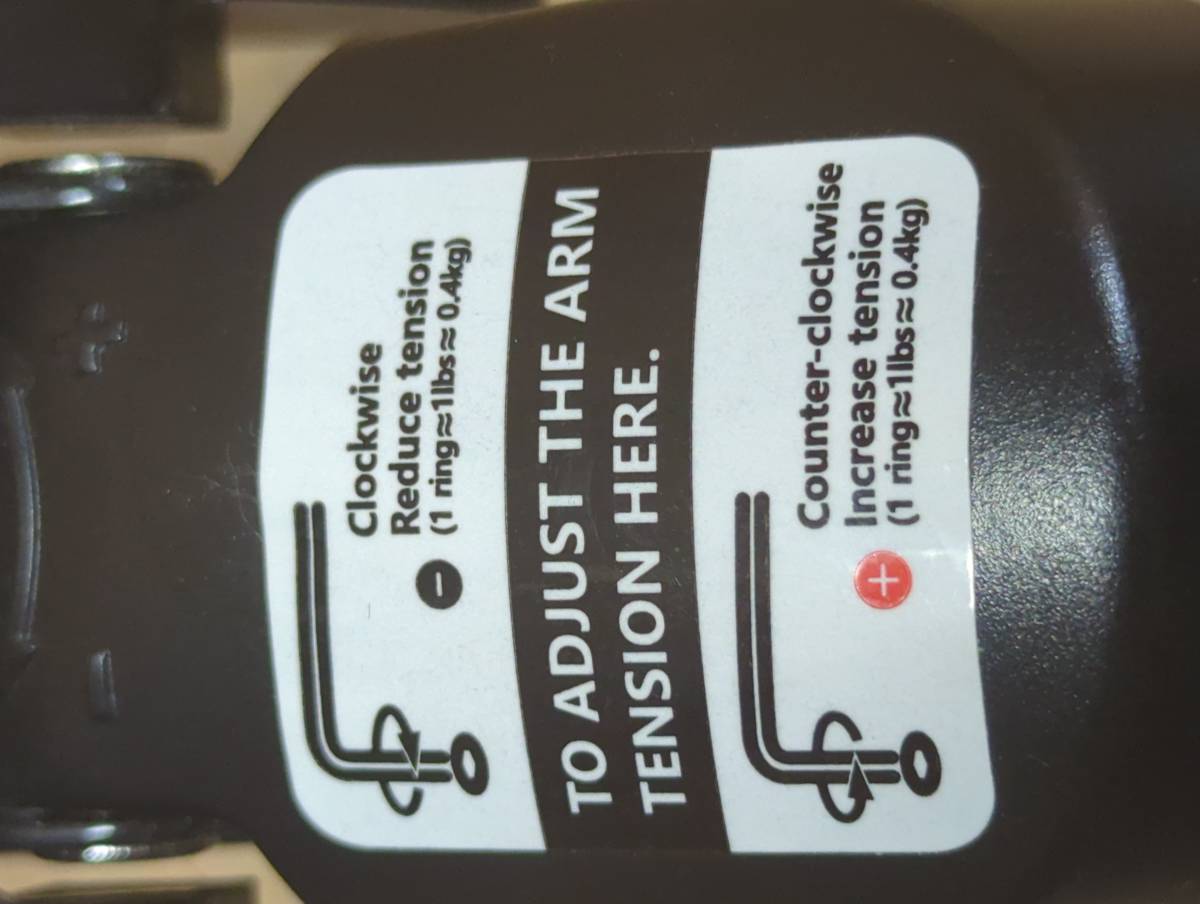 Clockwise
Reduce tension
(1 ring≈1lbs≈0.4kg)
TO ADJUST THE ARM
TENSION HERE.
Counter-clockwise
Increase tension
(1 ring≈1lbs≈0.4kg)